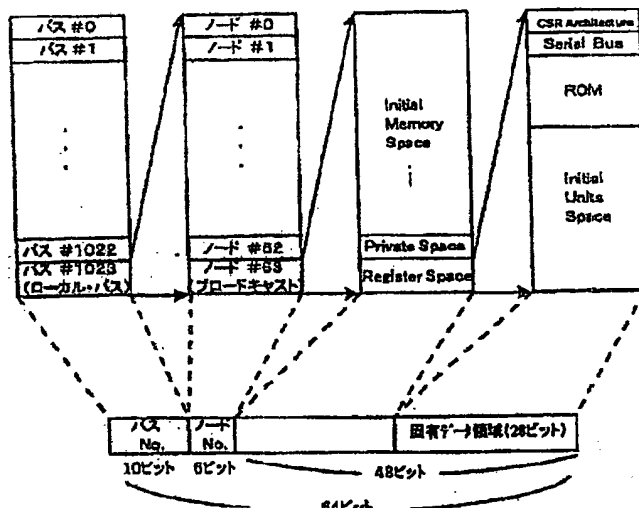 バス #0
バス #1
バス #1022
バス #1023
(ローカル・バス)
ノード #0
ノード #1
ノード #62
ノード #63
(ブロードキャスト)
Initial
Memory
Space
Private Space
Register Space
CSR Architecture
Serial Bus
ROM
Initial
Units
Space
バス
No.
ノード
No.
固有データ領域(28ビット)
10ビット
6ビット
48ビット
64ビット